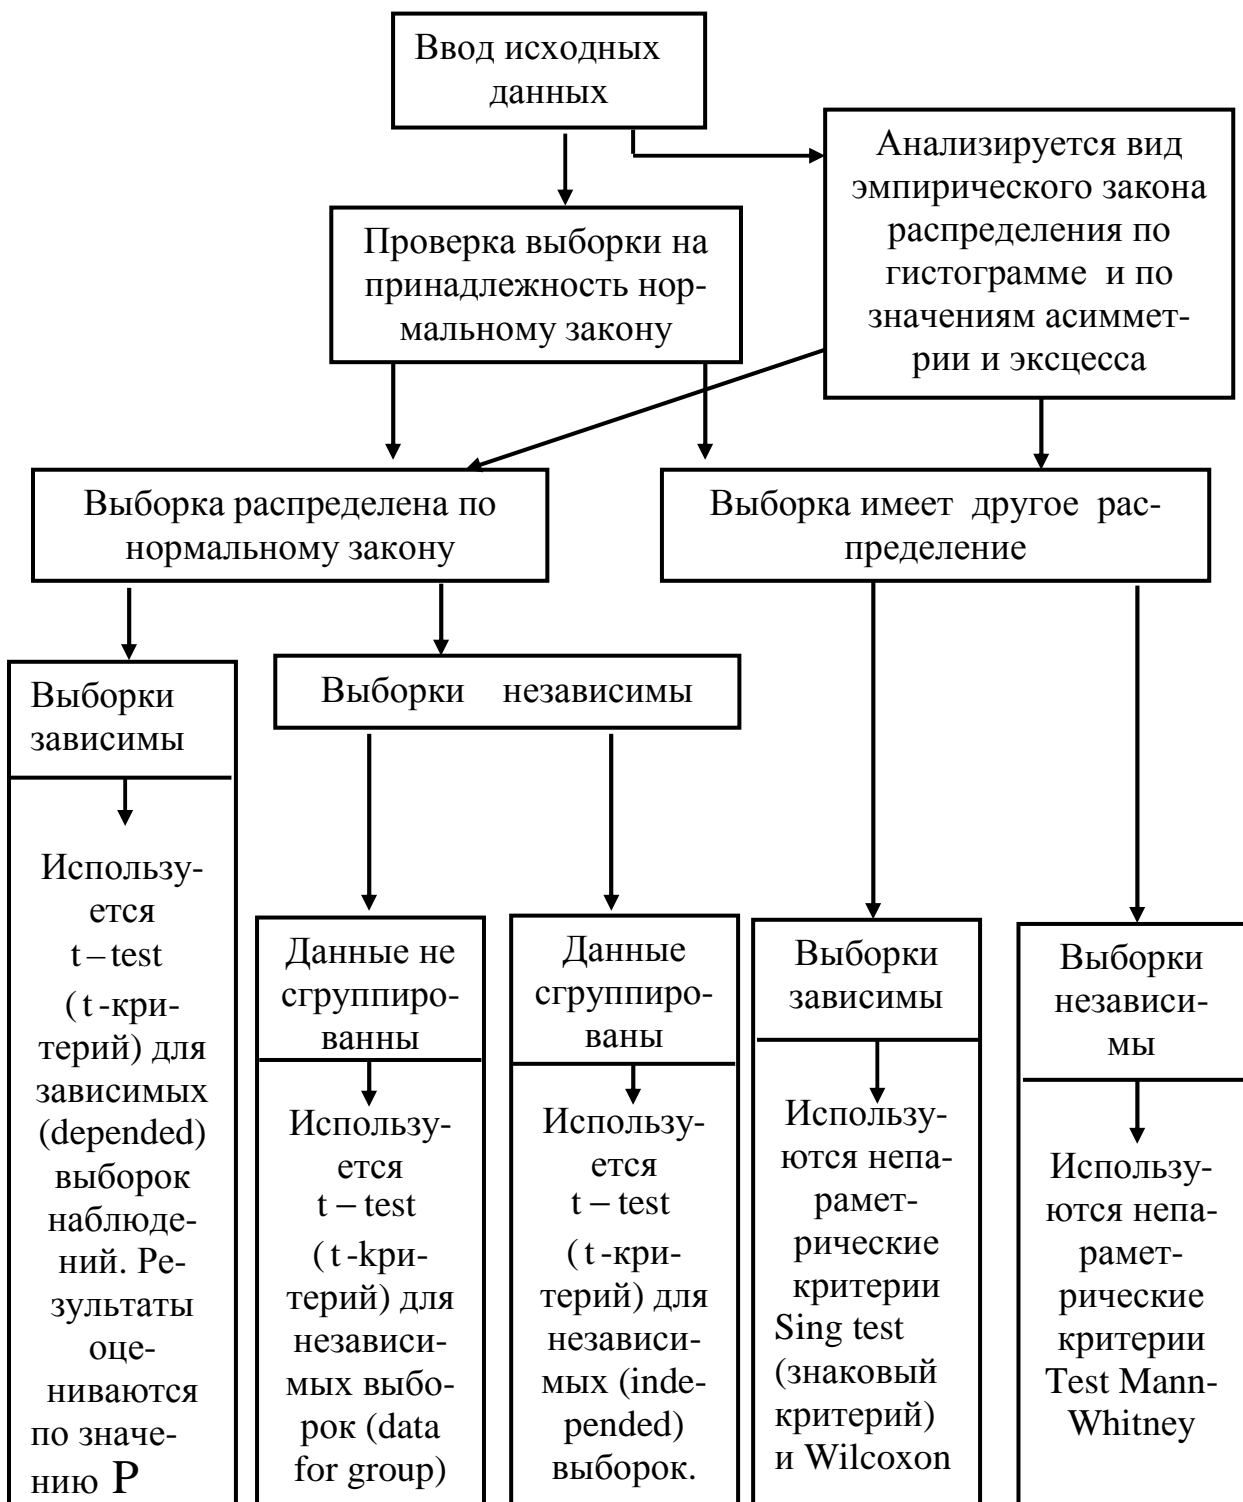 Ввод исходных
данных
Анализируется вид
эмпирического закона
распределения по
гистограмме и по
значениям асиммет-
рии и эксцесса
Проверка выборки на
принадлежность нор-
мальному закону
Выборка распределена по
нормальному закону
Выборка имеет другое рас-
пределение
Выборки
зависимы
Использу-
ется
t – test
( t -кри-
терий) для
зависимых
(depended)
выборок
наблюде-
ний. Ре-
зультаты
оце-
ниваются
по значе-
нию P
Выборки независимы
Данные не
сгруппиро-
ванны
Использу-
ется
t – test
( t -kри-
терий) для
независи-
мых выбо-
рок (data
for group)
Данные
сгруппиро-
ваны
Использу-
ется
t – test
( t -кри-
терий) для
независи-
мых (inde-
pended)
выборок.
Выборки
зависимы
Использу-
ются непа-
рамет-
рические
критерии
Sing test
(знаковый
критерий)
и Wilcoxon
Выборки
независи-
мы
Использу-
ются непа-
рамет-
рические
критерии
Test Mann-
Whitney